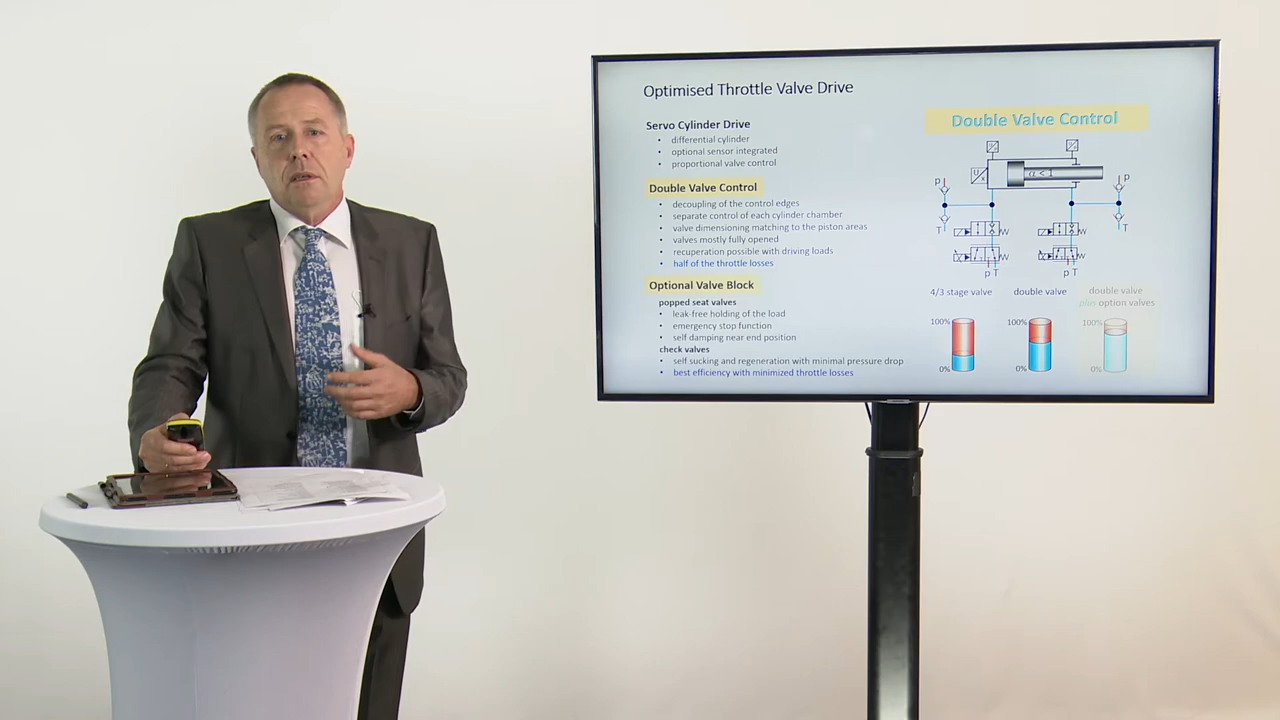 Optimised Throttle Valve Drive
Servo Cylinder Drive
• differential cylinder
• optional sensor integrated
• proportional valve control
Double Valve Control
• decoupling of the control edges
• separate control of each cylinder chamber
• valve dimensioning matching to the piston areas
• valves mostly fully opened
• recuperation possible with driving loads
• half of the throttle losses
Optional Valve Block
popped seat valves
• leak-free holding of the load
• emergency stop function
• self damping near end position
check valves
• self sucking and regeneration with minimal pressure drop
• best efficiency with minimized throttle losses
Double Valve Control
α < 1
p
p
T
T
p T
p T
4/3 stage valve
double valve
double valve
plus option valves
100%
100%
100%
0%
0%
0%